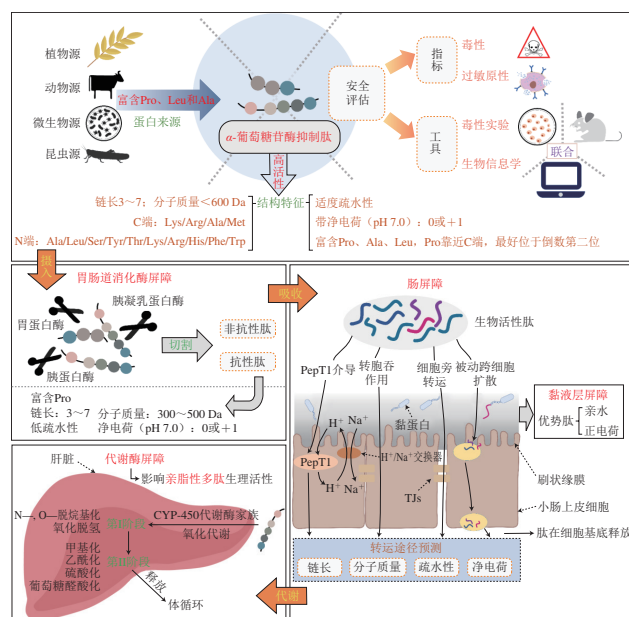 植物源
动物源
微生物源
昆虫源
富含Pro、Leu和Ala
蛋白来源
α-葡萄糖苷酶抑制肽
安全
评估
指标
毒性
过敏原性
工具
毒性实验
生物信息学
联合
高活性
结构特征
链长3～7；分子质量＜600 Da
C端：Lys/Arg/Ala/Met
N端：Ala/Leu/Ser/Tyr/Thr/Lys/Arg/His/Phe/Trp
适度疏水性
带净电荷（pH 7.0）：0或＋1
富含Pro、Ala、Leu，Pro靠近C端，最好位于倒数第二位
摄入
胃肠道消化酶屏障
胰凝乳蛋白酶
胃蛋白酶
胰蛋白酶
切割
非抗性肽
抗性肽
富含Pro
链长：3～7 分子质量：300～500 Da
低疏水性 净电荷（pH 7.0）：0或＋1
吸收
肠屏障
生物活性肽
PepT1介导
转胞吞
作用
细胞旁
转运
被动跨细胞
扩散
黏液层屏障
优势肽
亲水
正电荷
黏蛋白
H⁺
Na⁺
PepT1
H⁺/Na⁺交换器
H⁺
Na⁺
TJs
刷状缘膜
小肠上皮细胞
肽在细胞基底释放
转运途径预测
链长
分子质量
疏水性
净电荷
代谢
肝脏
代谢酶屏障
影响亲脂性多肽生理活性
N—，O—脱烷基化
氧化脱氢
CYP-450代谢酶家族
氧化代谢
甲基化
乙酰化
硫酸化
葡萄糖醛酸化
释放
体循环